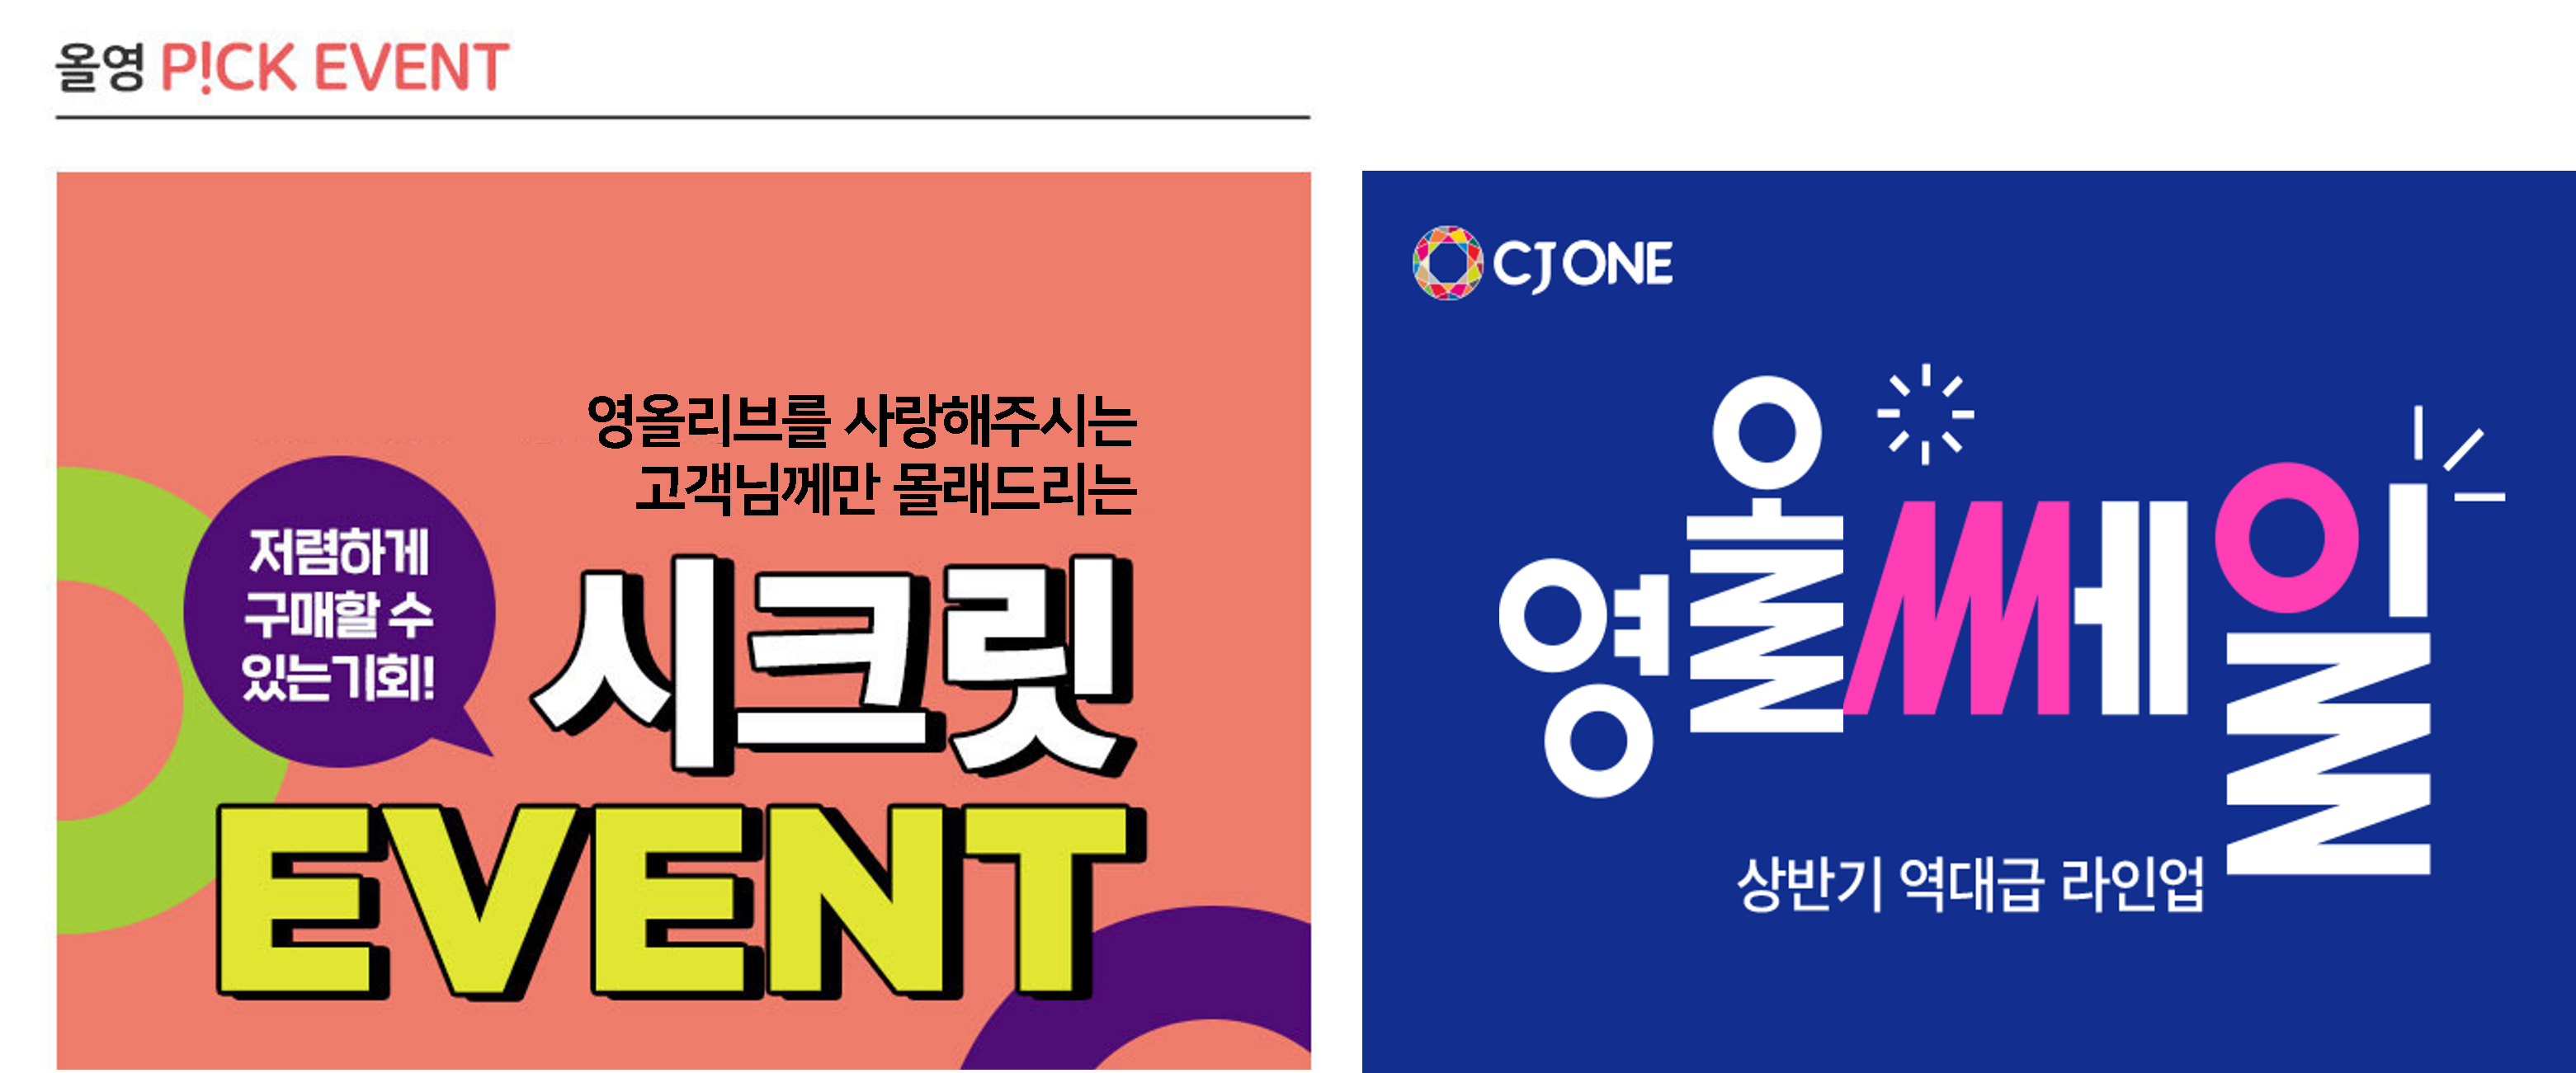 올영 P!CK EVENT
영올리브를 사랑해주시는
고객님께만 몰래드리는
저렴하게
구매할 수
있는기회!
시크릿
EVENT
CJ ONE
영올쎄일
상반기 역대급 라인업